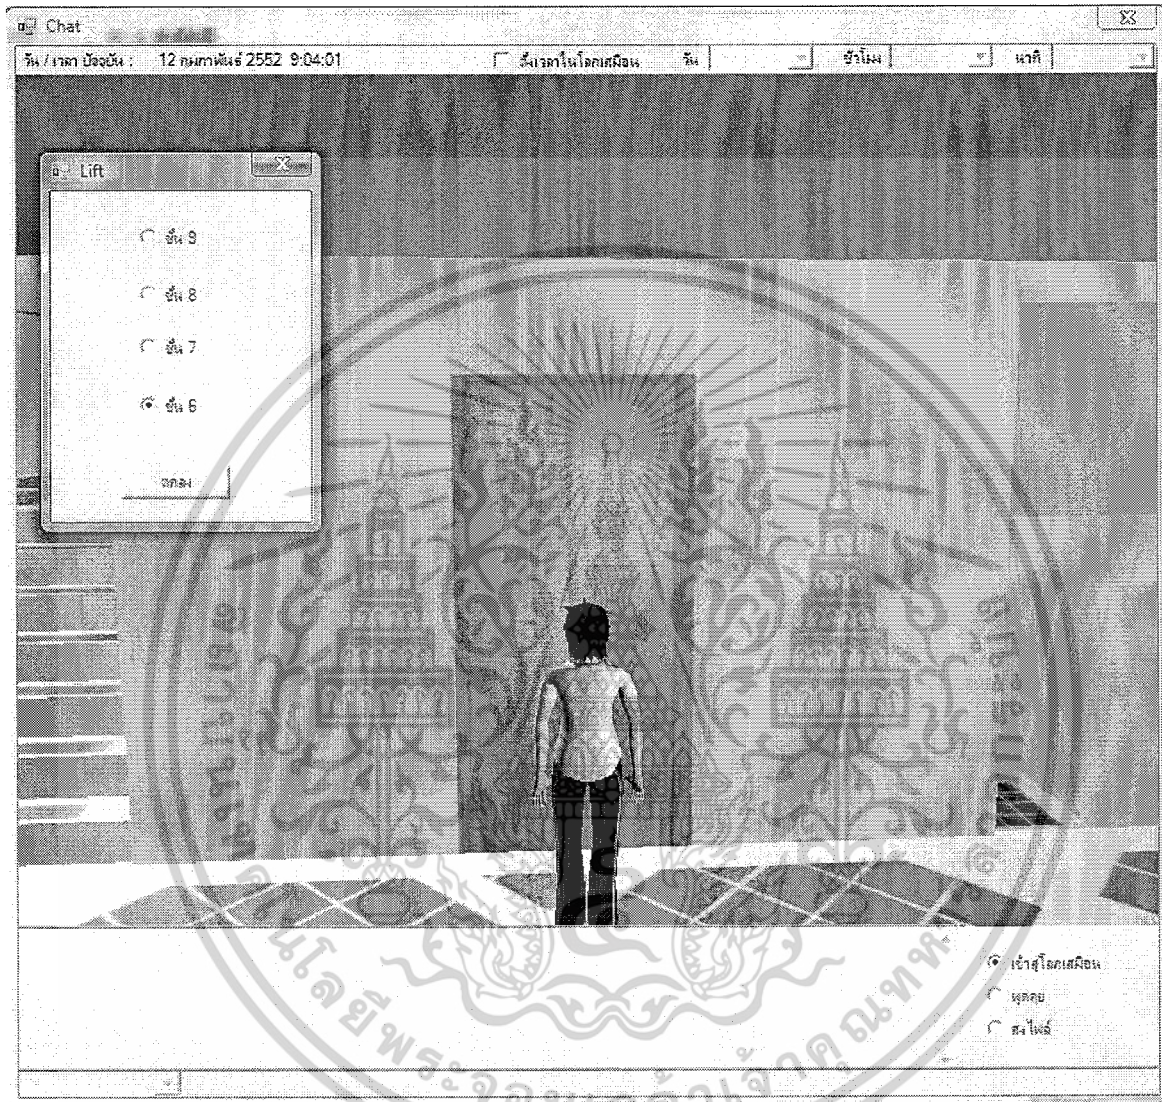 Chat
วัน / เวลา ปัจจุบัน : 12 กุมภาพันธ์ 2552 9:04:01 ตั้งเวลาในโลกเสมือน วัน ชั่วโมง นาที
Lift
ชั้น 9
ชั้น 8
ชั้น 7
ชั้น 6
ตกลง
เข้าสู่โลกเสมือน
พูดคุย
ส่งไฟล์